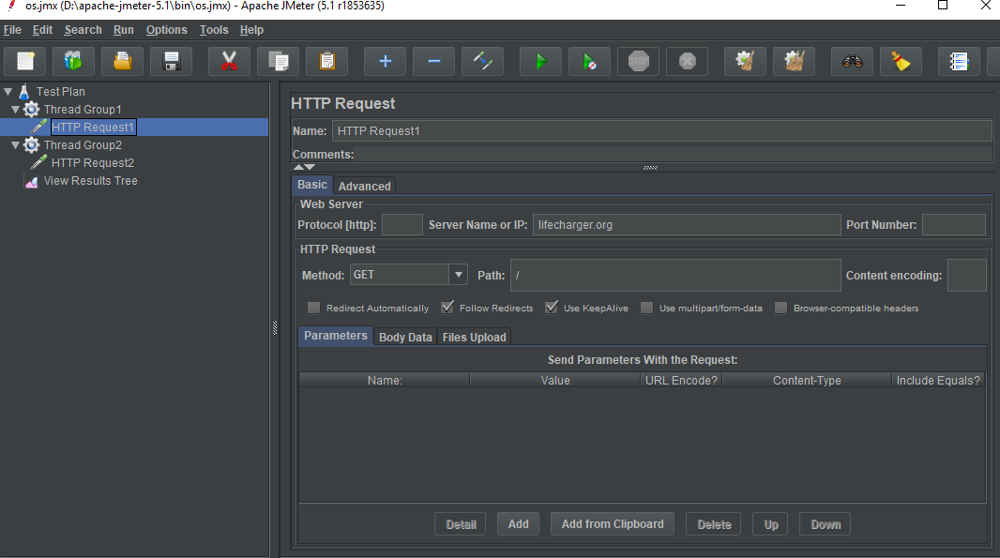 os.jmx (D:\apache-jmeter-5.1\bin\os.jmx) - Apache JMeter (5.1 r1853635)
File Edit Search Run Options Tools Help
STOP
Test Plan
Thread Group1
HTTP Request1
Thread Group2
HTTP Request2
View Results Tree
HTTP Request
Name: HTTP Request1
Comments:
Basic Advanced
Web Server
Protocol [http]: Server Name or IP: lifecharger.org Port Number:
HTTP Request
Method: GET Path: / Content encoding:
Redirect Automatically Follow Redirects Use KeepAlive Use multipart/form-data Browser-compatible headers
Parameters Body Data Files Upload
Send Parameters With the Request:
Name: Value URL Encode? Content-Type Include Equals?
Detail Add Add from Clipboard Delete Up Down